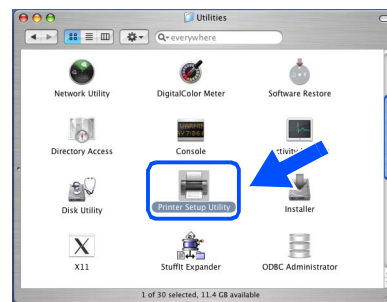 Utilities
everywhere
Network Utility
DigitalColor Meter
Software Restore
Directory Access
Console
Disk Utility
Printer Setup Utility
Installer
X11
StuffIt Expander
ODBC Administrator
1 of 30 selected, 11.4 GB available